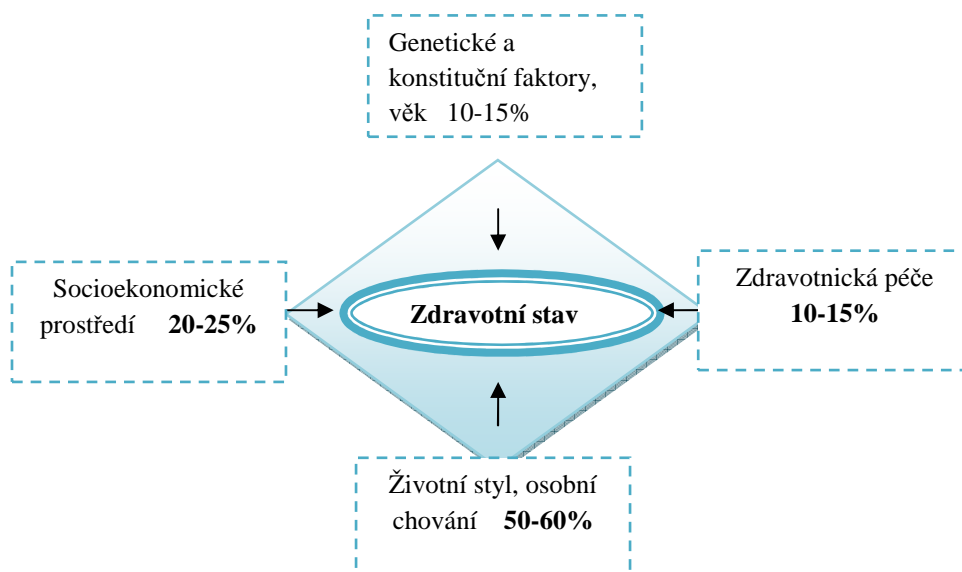 Genetické a
konstituční faktory,
věk 10-15%
Socioekonomické
prostředí 20-25%
Zdravotní stav
Zdravotnická péče
10-15%
Životní styl, osobní
chování 50-60%